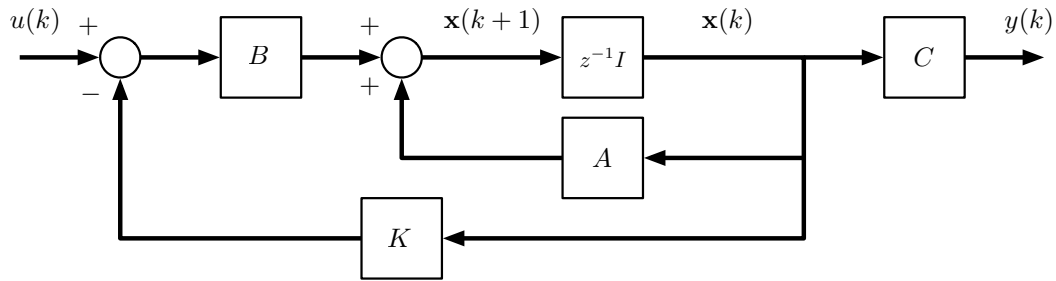 u(k) + B + x(k + 1) z⁻¹I x(k) C y(k)
− +
A
K